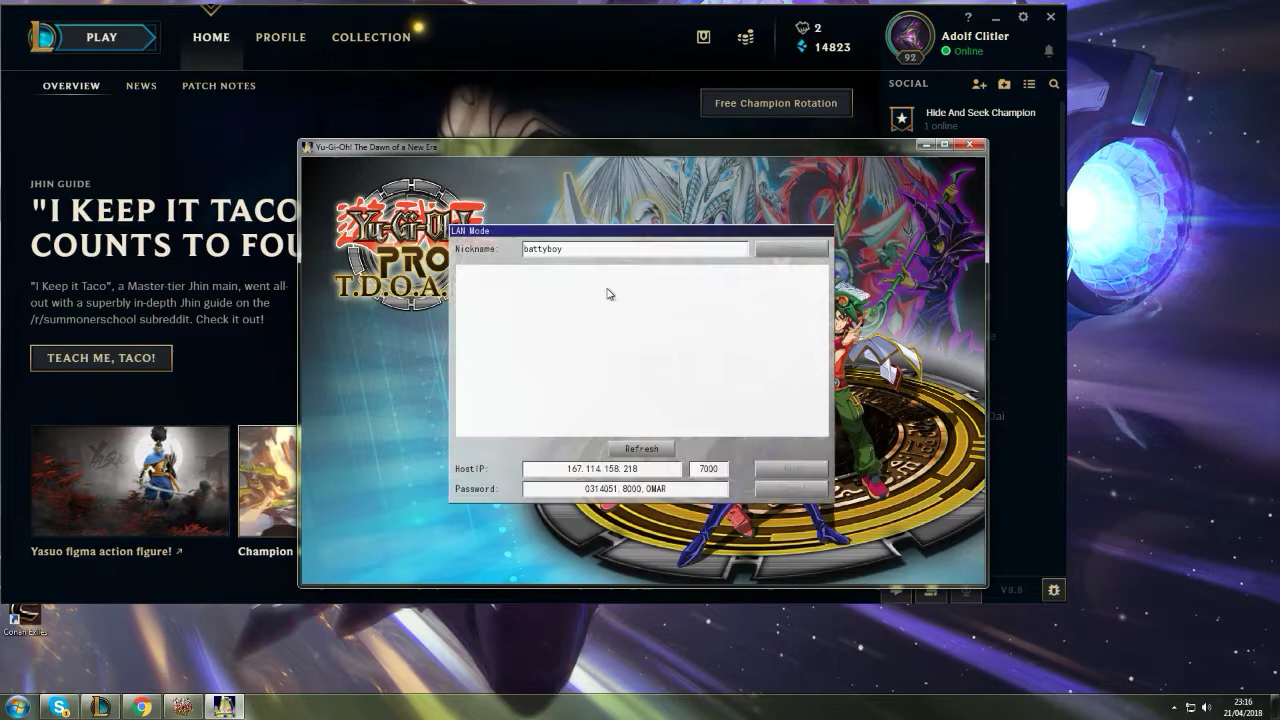 PLAY
HOME
PROFILE
COLLECTION
2
14823
?
Adolf Clitler
Online
92
OVERVIEW
NEWS
PATCH NOTES
SOCIAL
Free Champion Rotation
Hide And Seek Champion
1 online
Yu-Gi-Oh! The Dawn of a New Era
JHIN GUIDE
"I KEEP IT TACO
COUNTS TO FOU
"I Keep it Taco", a Master-tier Jhin main, went all-
out with a superbly in-depth Jhin guide on the
/r/summonerschool subreddit. Check it out!
TEACH ME, TACO!
Yu-Gi-Oh
PRO
T.D.O.A.
LAN Mode
Nickname:
battyboy
Refresh
HostIP:
167.114.158.218
7000
Password:
0314051,8000,OMAR
Dai
Yasuo figma action figure!
Champion
V8.8
Conan Exiles
23:16
21/04/2018